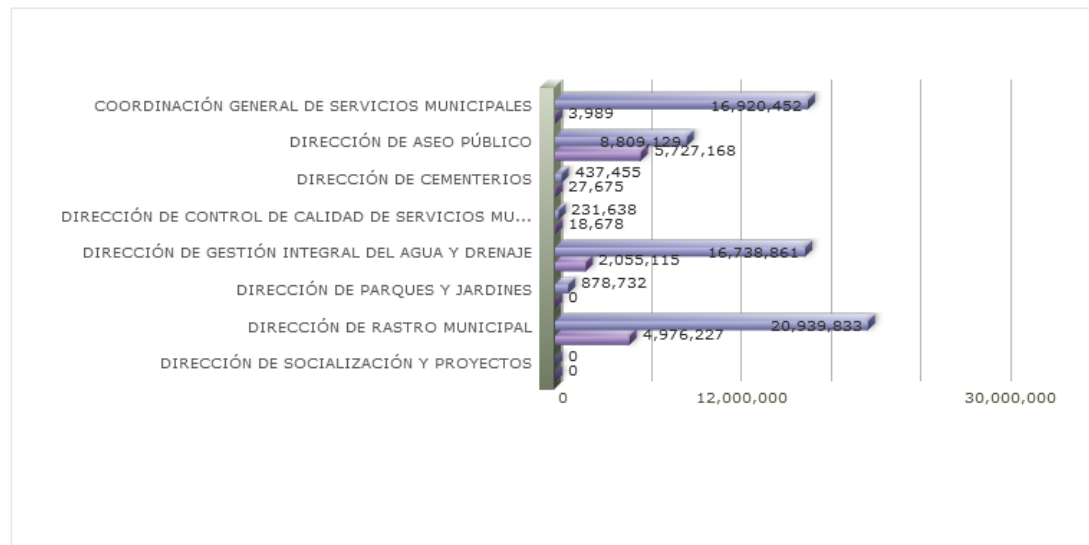 COORDINACIÓN GENERAL DE SERVICIOS MUNICIPALES
16,920,452
3,989
DIRECCIÓN DE ASEO PÚBLICO
8,809,129
5,727,168
DIRECCIÓN DE CEMENTERIOS
437,455
27,675
DIRECCIÓN DE CONTROL DE CALIDAD DE SERVICIOS MU...
231,638
18,678
DIRECCIÓN DE GESTIÓN INTEGRAL DEL AGUA Y DRENAJE
16,738,861
2,055,115
DIRECCIÓN DE PARQUES Y JARDINES
878,732
0
DIRECCIÓN DE RASTRO MUNICIPAL
20,939,833
4,976,227
DIRECCIÓN DE SOCIALIZACIÓN Y PROYECTOS
0
0
0 12,000,000 30,000,000